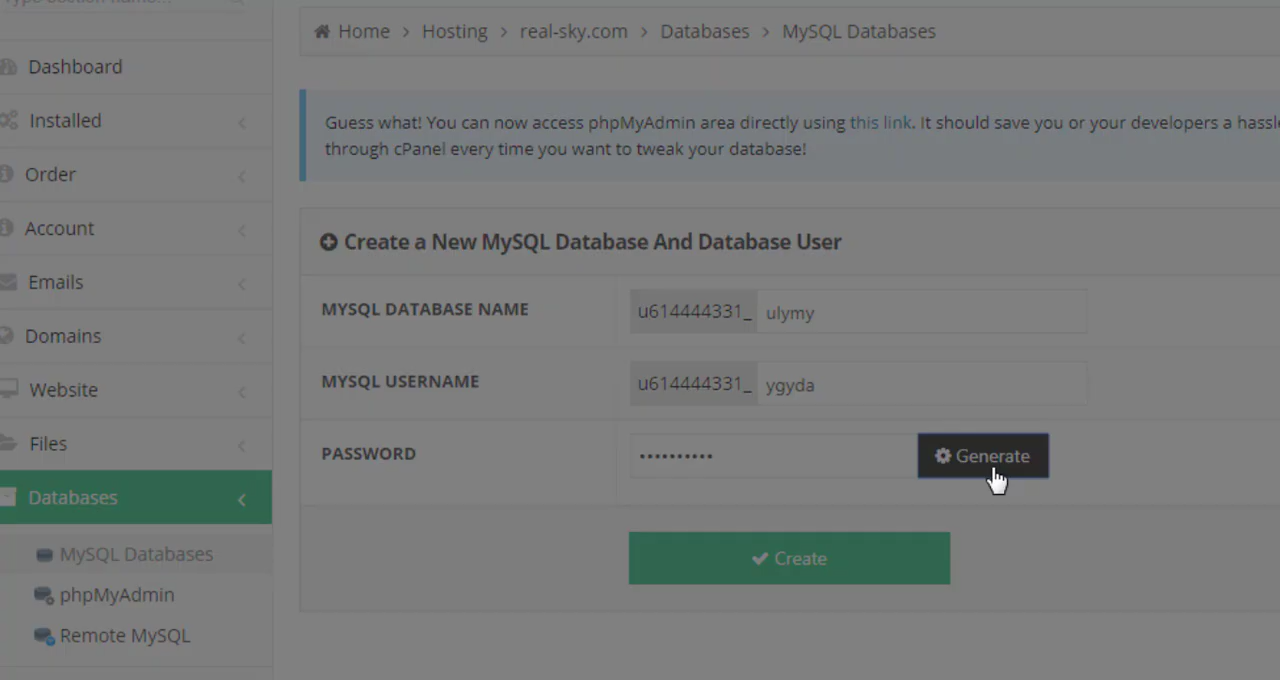 Type section name...
Home > Hosting > real-sky.com > Databases > MySQL Databases
Dashboard
Installed
Order
Account
Emails
Domains
Website
Files
Databases
MySQL Databases
phpMyAdmin
Remote MySQL
Guess what! You can now access phpMyAdmin area directly using this link. It should save you or your developers a
through cPanel every time you want to tweak your database!
Create a New MySQL Database And Database User
MYSQL DATABASE NAME
u614444331_ ulymy
MYSQL USERNAME
u614444331_ ygyda
PASSWORD
••••••••••
Generate
Create